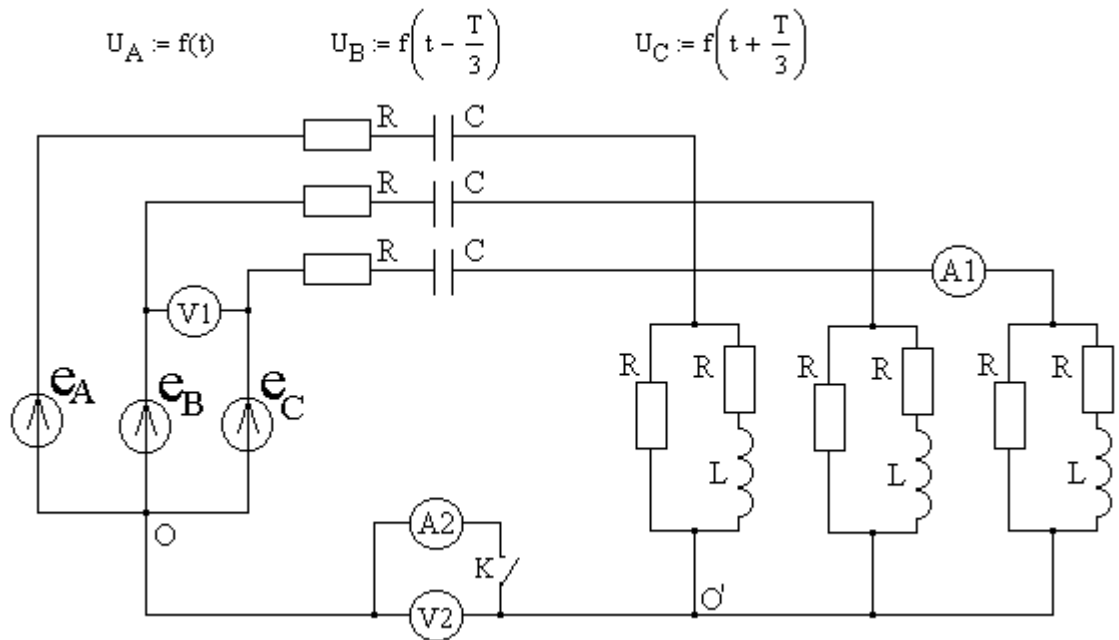 U_A := f(t) U_B := f(t - T/3) U_C := f(t + T/3)
R C
R C
R C
A1
V1
e_A e_B e_C
R R R R R R
L L L
O
A2
K
V2 O'